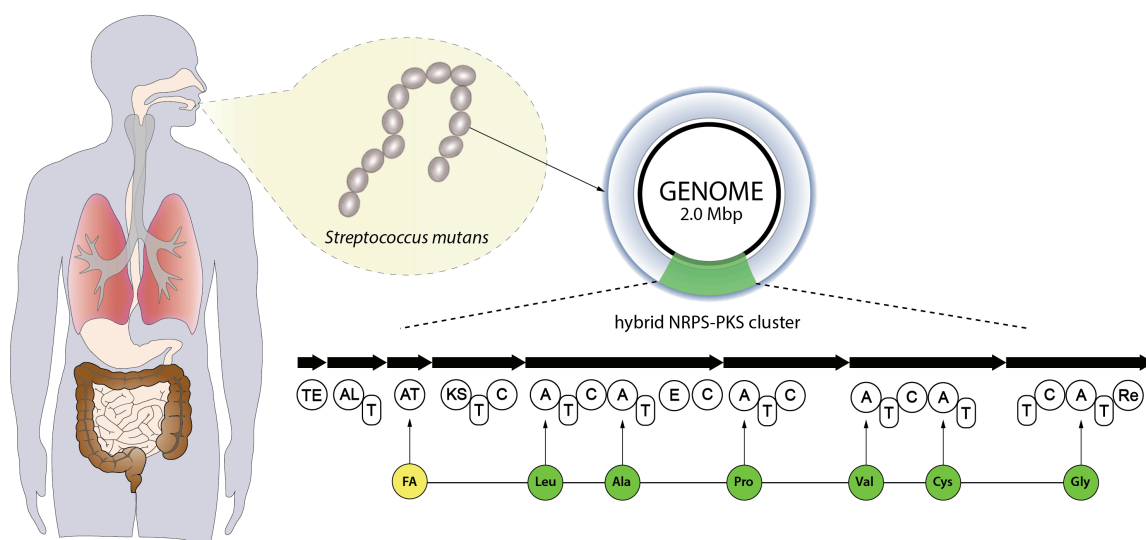 GENOME
2.0 Mbp
Streptococcus mutans
hybrid NRPS-PKS cluster
TE AL T AT KS T C A T C A T E C A T C A T C A T T C A T Re
FA Leu Ala Pro Val Cys Gly